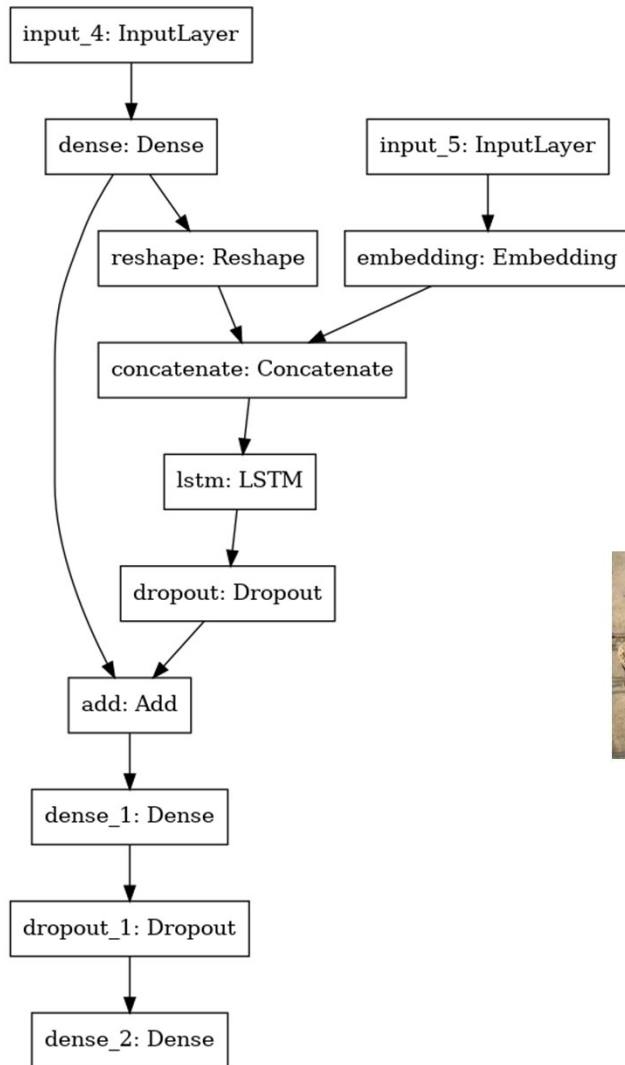 input_4: InputLayer
dense: Dense
input_5: InputLayer
reshape: Reshape
embedding: Embedding
concatenate: Concatenate
lstm: LSTM
dropout: Dropout
add: Add
dense_1: Dense
dropout_1: Dropout
dense_2: Dense